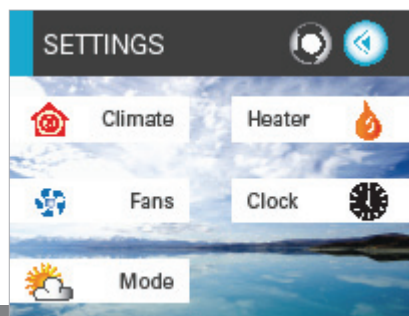 SETTINGS
Climate
Heater
Fans
Clock
Mode